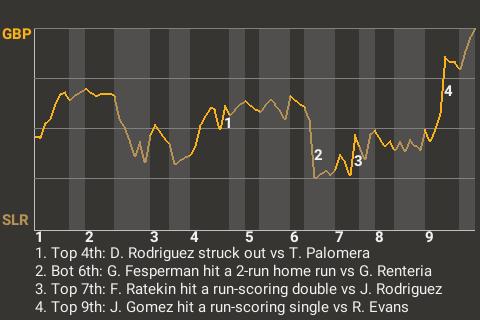 GBP
1
4
2
3
SLR
1 2 3 4 5 6 7 8 9
1. Top 4th: D. Rodriguez struck out vs T. Palomera
2. Bot 6th: G. Fesperman hit a 2-run home run vs G. Renteria
3. Top 7th: F. Ratekin hit a run-scoring double vs J. Rodriguez
4. Top 9th: J. Gomez hit a run-scoring single vs R. Evans